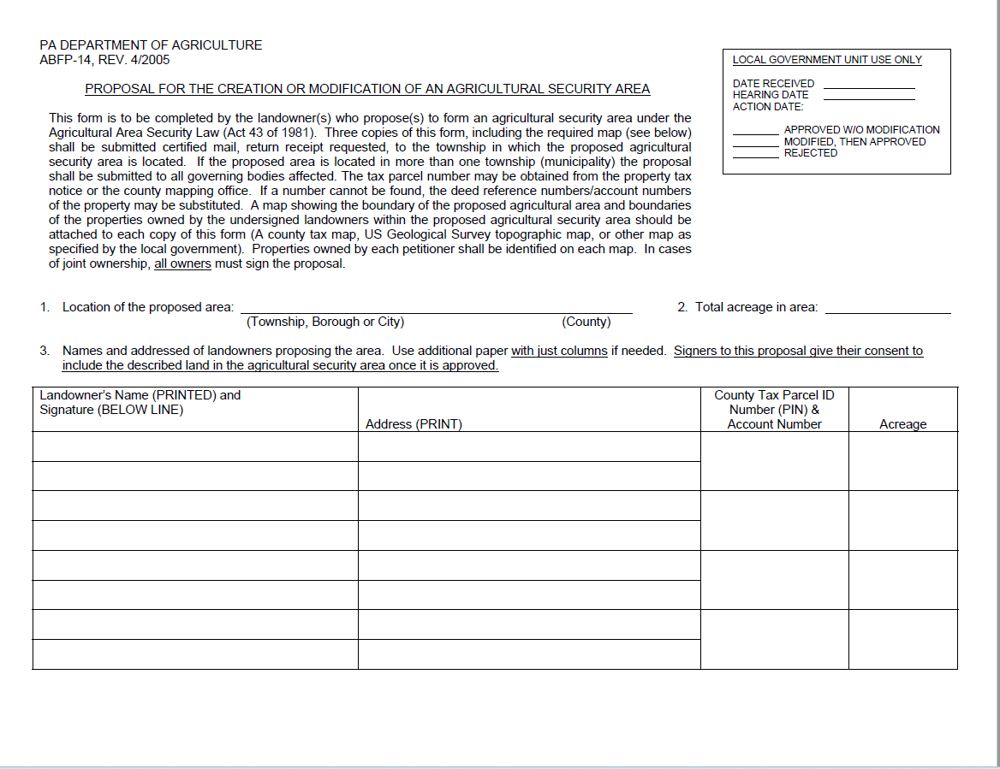 PA DEPARTMENT OF AGRICULTURE
ABFP-14, REV. 4/2005
PROPOSAL FOR THE CREATION OR MODIFICATION OF AN AGRICULTURAL SECURITY AREA
LOCAL GOVERNMENT UNIT USE ONLY
DATE RECEIVED
HEARING DATE
ACTION DATE:
APPROVED W/O MODIFICATION
MODIFIED, THEN APPROVED
REJECTED
This form is to be completed by the landowner(s) who propose(s) to form an agricultural security area under the
Agricultural Area Security Law (Act 43 of 1981). Three copies of this form, including the required map (see below)
shall be submitted certified mail, return receipt requested, to the township in which the proposed agricultural
security area is located. If the proposed area is located in more than one township (municipality) the proposal
shall be submitted to all governing bodies affected. The tax parcel number may be obtained from the property tax
notice or the county mapping office. If a number cannot be found, the deed reference numbers/account numbers
of the property may be substituted. A map showing the boundary of the proposed agricultural area and boundaries
of the properties owned by the undersigned landowners within the proposed agricultural security area should be
attached to each copy of this form (A county tax map, US Geological Survey topographic map, or other map as
specified by the local government). Properties owned by each petitioner shall be identified on each map. In cases
of joint ownership, all owners must sign the proposal.
1. Location of the proposed area:
(Township, Borough or City) (County)
2. Total acreage in area:
3. Names and addressed of landowners proposing the area. Use additional paper with just columns if needed. Signers to this proposal give their consent to
include the described land in the agricultural security area once it is approved.
Landowner's Name (PRINTED) and
Signature (BELOW LINE)
Address (PRINT)
County Tax Parcel ID
Number (PIN) &
Account Number
Acreage